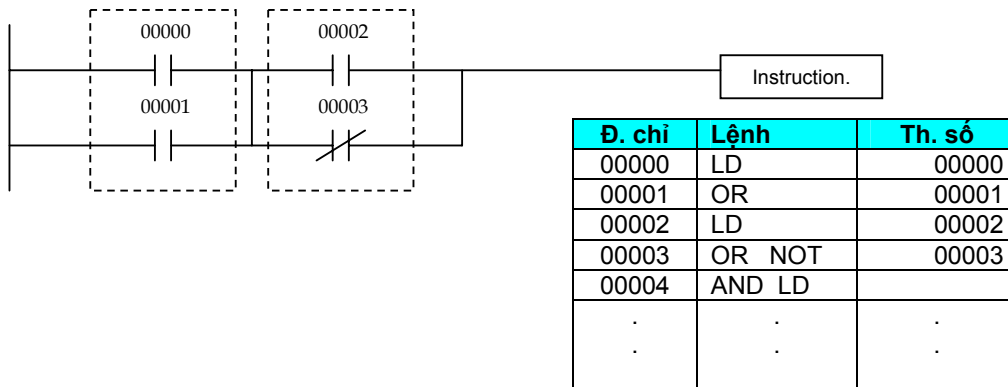 00000 00002
Instruction.
00001 00003
Đ. chỉ Lệnh Th. số
00000 LD 00000
00001 OR 00001
00002 LD 00002
00003 OR NOT 00003
00004 AND LD
. . .
. . .